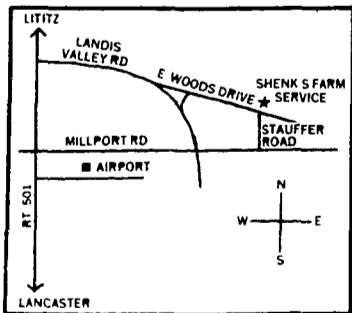 LITITZ
LANDIS
VALLEY RD
E WOODS DRIVE
SHENK S FARM
SERVICE
STAUFFER
ROAD
MILLPORT RD
AIRPORT
RT 501
N
W
E
S
LANCASTER